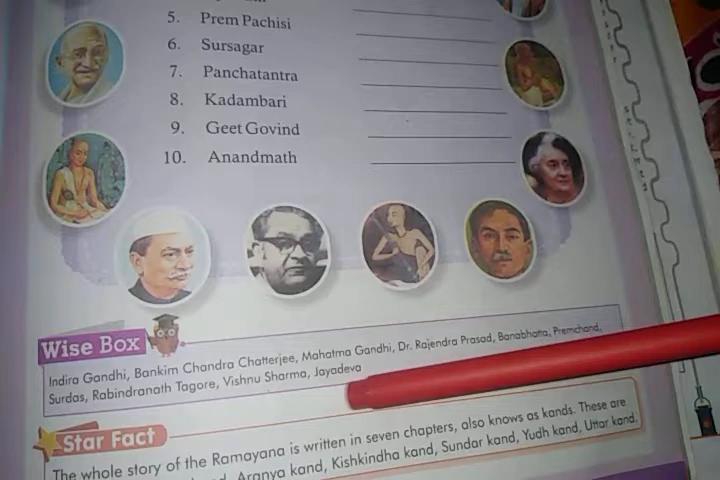 5. Prem Pachisi
6. Sursagar
7. Panchatantra
8. Kadambari
9. Geet Govind
10. Anandmath
Wise Box
Indira Gandhi, Bankim Chandra Chatterjee, Mahatma Gandhi, Dr. Rajendra Prasad, Banabhatta, Premchand,
Surdas, Rabindranath Tagore, Vishnu Sharma, Jayadeva
Star Fact
The whole story of the Ramayana is written in seven chapters, also knows as kands. These are
Aranya kand, Kishkindha kand, Sundar kand, Yudh kand, Uttar kand.